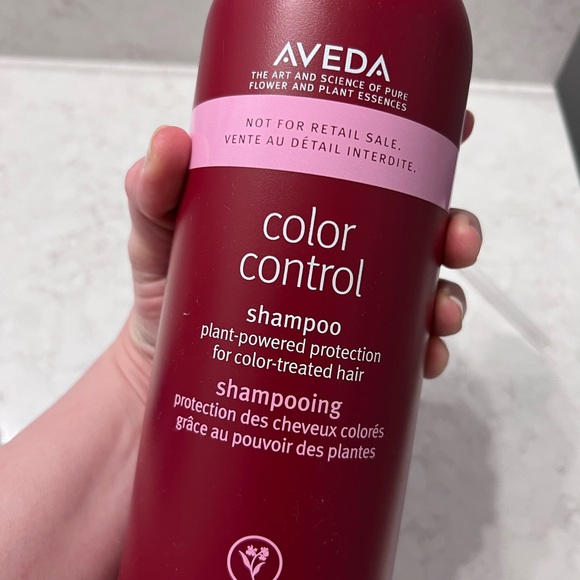 AVEDA
THE ART AND SCIENCE OF PURE
FLOWER AND PLANT ESSENCES
NOT FOR RETAIL SALE.
VENTE AU DÉTAIL INTERDITE.
color
control
shampoo
plant-powered protection
for color-treated hair
shampooing
protection des cheveux colorés
grâce au pouvoir des plantes